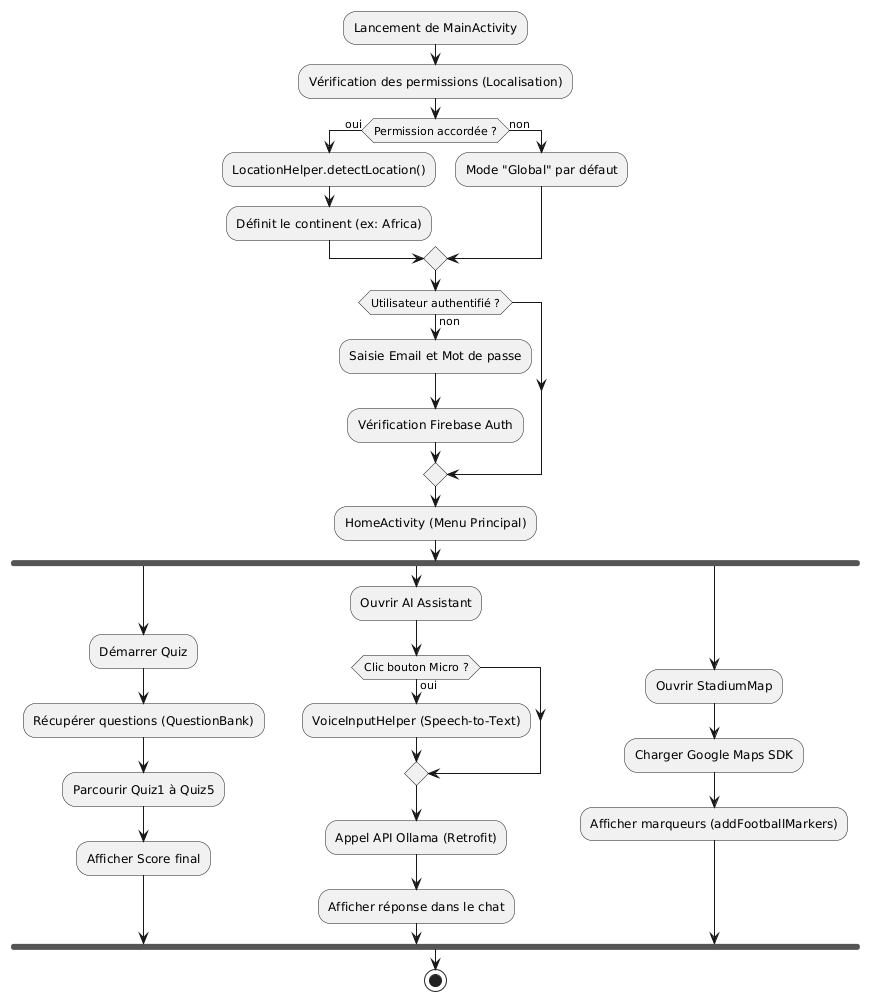 Lancement de MainActivity
Vérification des permissions (Localisation)
oui
Permission accordée ?
non
LocationHelper.detectLocation()
Mode "Global" par défaut
Définit le continent (ex: Africa)
Utilisateur authentifié ?
non
Saisie Email et Mot de passe
Vérification Firebase Auth
HomeActivity (Menu Principal)
Démarrer Quiz
Récupérer questions (QuestionBank)
Parcourir Quiz1 à Quiz5
Afficher Score final
Ouvrir AI Assistant
Clic bouton Micro ?
oui
VoiceInputHelper (Speech-to-Text)
Appel API Ollama (Retrofit)
Afficher réponse dans le chat
Ouvrir StadiumMap
Charger Google Maps SDK
Afficher marqueurs (addFootballMarkers)